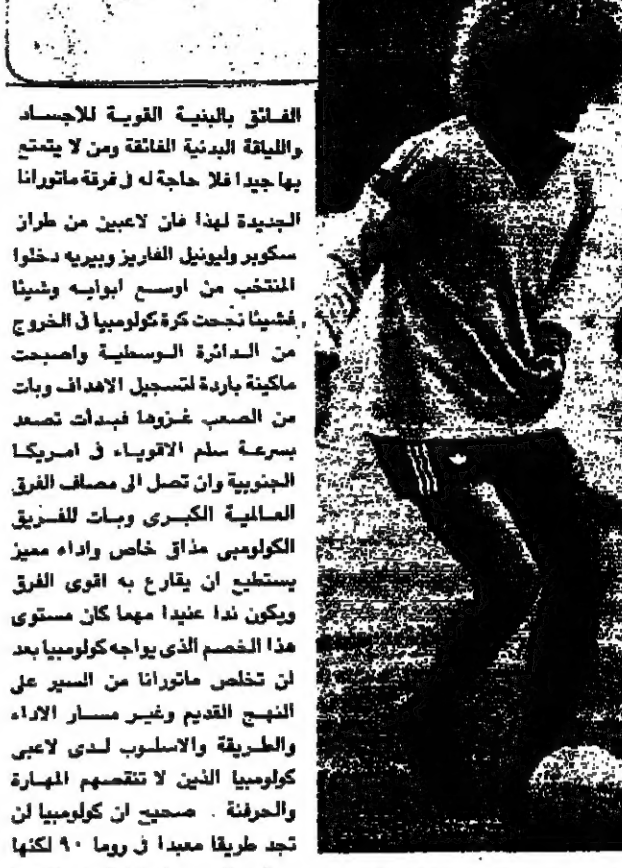 الفائق بالبنية القوية للاجساد
واللياقة البدنية الفائقة ومن لا يتمتع
بها جيدا فلا حاجة له في فرقة ماتورانا
الجديدة لهذا فان لاعبين من طراز
سكوبر وليونيل الفاريز وبيريه دخلوا
المنتخب من اوسع ابوابه وشيئا
فشيئا نجحت كرة كولومبيا في الخروج
من الدائرة الوسطية واصبحت
ماكينة باردة لتسجيل الاهداف وبات
من الصعب غزوها فبدأت تصعد
بسرعة سلم الاقوياء في امريكا
الجنوبية وان تصل الى مصاف الفرق
العالمية الكبرى وبات للفريق
الكولومبي مذاق خاص واداء مميز
يستطيع ان يقارع به اقوى الفرق
ويكون ندا عنيدا مهما كان مستوى
هذا الخصم الذي يواجه كولومبيا بعد
ان تخلص ماتورانا من السير على
النهج القديم وغير مسار الاداء
والطريقة والاسلوب لدى لاعبي
كولومبيا الذين لا تنقصهم المهارة
والحرفنة . صحيح ان كولومبيا لن
تجد طريقا معبدا في روما ٩٠ لكنها